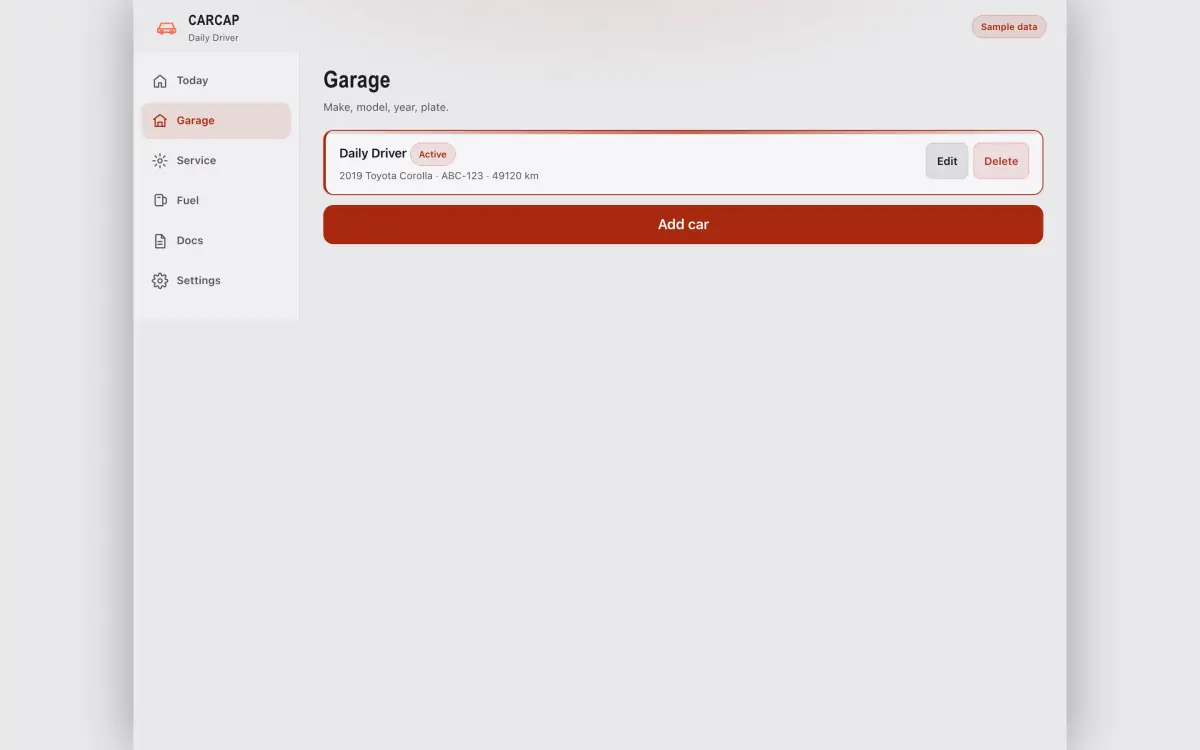 CARCAP
Daily Driver
Sample data
Today
Garage
Service
Fuel
Docs
Settings
Garage
Make, model, year, plate.
Daily Driver Active
2019 Toyota Corolla · ABC-123 · 49120 km
Edit
Delete
Add car